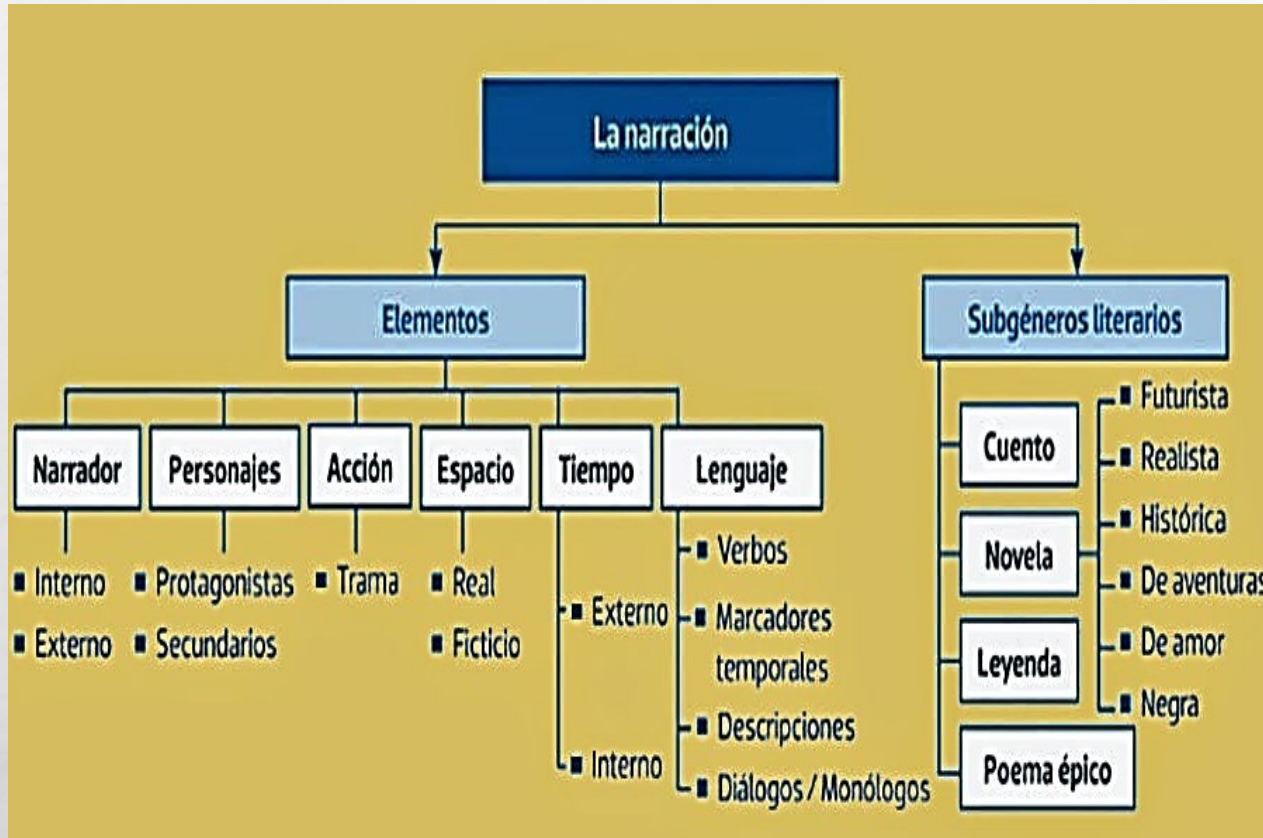 La narración
Elementos
Subgéneros literarios
Narrador
Personajes
Acción
Espacio
Tiempo
Lenguaje
Interno
Externo
Protagonistas
Secundarios
Trama
Real
Ficticio
Externo
Interno
Verbos
Marcadores
temporales
Descripciones
Diálogos / Monólogos
Cuento
Novela
Leyenda
Poema épico
Futurista
Realista
Histórica
De aventuras
De amor
Negra